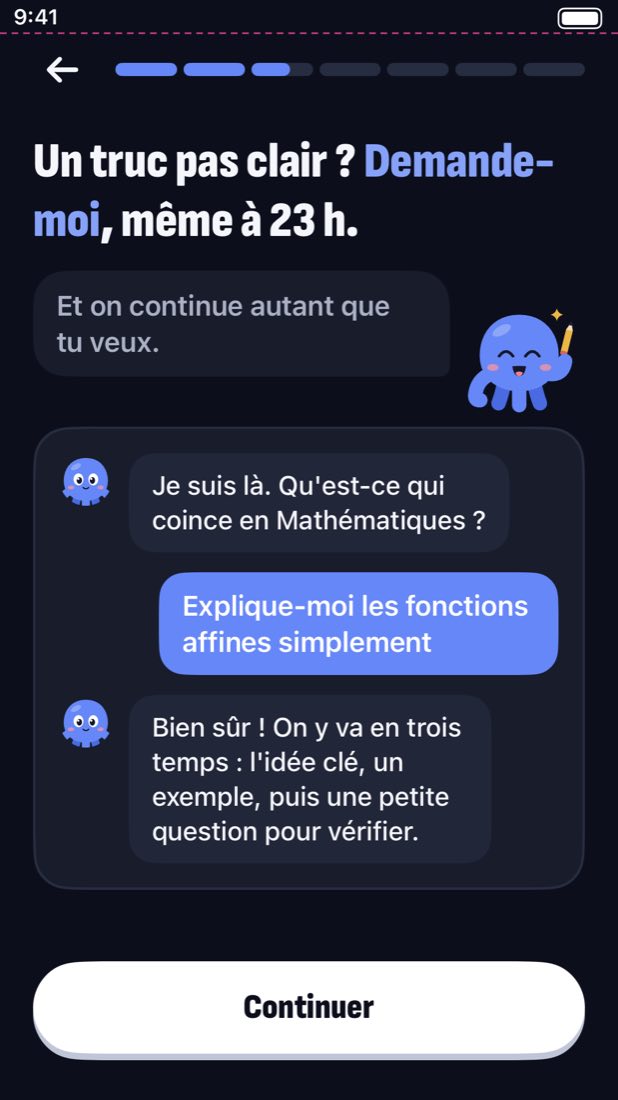 9:41
Un truc pas clair ? Demande-
moi, même à 23 h.
Et on continue autant que
tu veux.
Je suis là. Qu'est-ce qui
coince en Mathématiques ?
Explique-moi les fonctions
affines simplement
Bien sûr ! On y va en trois
temps : l'idée clé, un
exemple, puis une petite
question pour vérifier.
Continuer